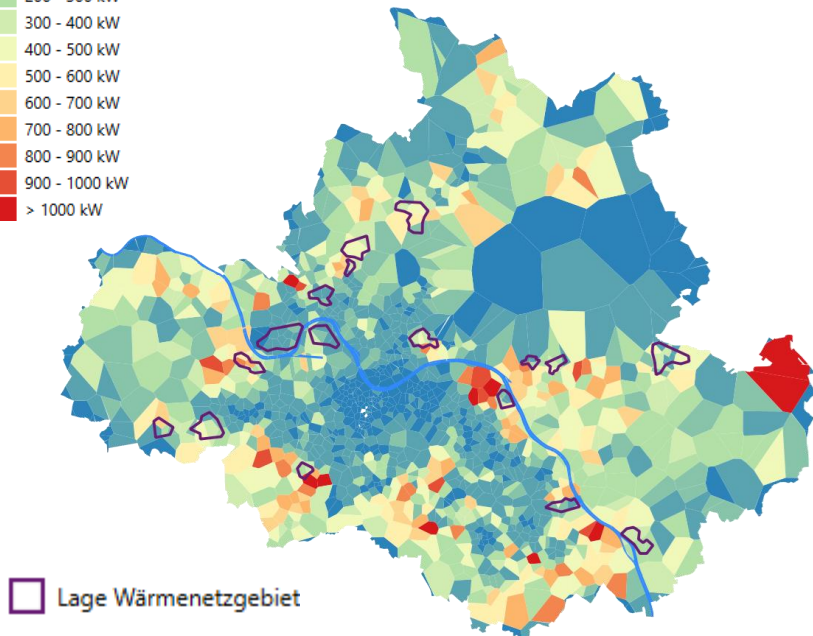 300 - 400 kW
400 - 500 kW
500 - 600 kW
600 - 700 kW
700 - 800 kW
800 - 900 kW
900 - 1000 kW
> 1000 kW
Lage Wärmenetzgebiet